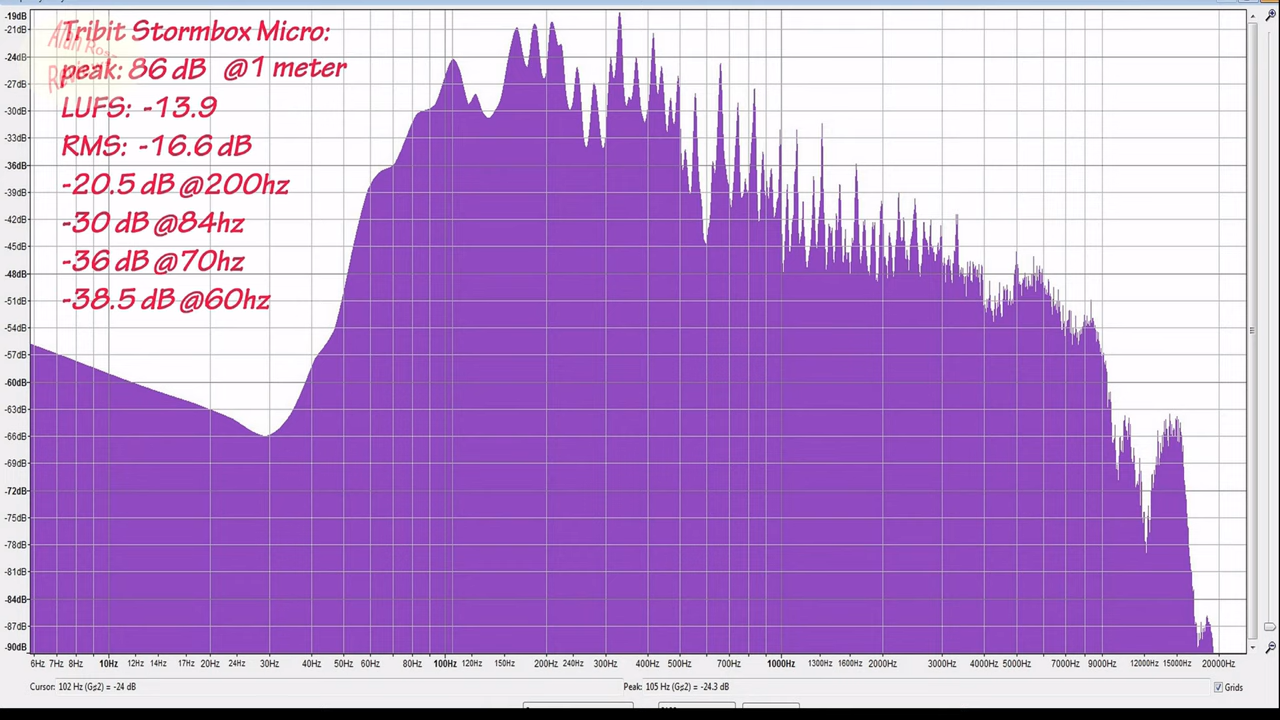 Tribit Stormbox Micro:
peak: 86 dB @1 meter
LUFS: -13.9
RMS: -16.6 dB
-20.5 dB @200hz
-30 dB @84hz
-36 dB @70hz
-38.5 dB @60hz
-19dB
-21dB
-24dB
-27dB
-30dB
-33dB
-36dB
-39dB
-42dB
-45dB
-48dB
-51dB
-54dB
-57dB
-60dB
-63dB
-66dB
-69dB
-72dB
-75dB
-78dB
-81dB
-84dB
-87dB
-90dB
6Hz 7Hz 8Hz 10Hz 12Hz 14Hz 17Hz 20Hz 24Hz 30Hz 40Hz 50Hz 60Hz 80Hz 100Hz 120Hz 150Hz 200Hz 240Hz 300Hz 400Hz 500Hz 700Hz 1000Hz 1300Hz 1600Hz 2000Hz 3000Hz 4000Hz 5000Hz 7000Hz 9000Hz 12000Hz 15000Hz 20000Hz
Cursor: 102 Hz (G♯2) = -24 dB
Peak: 105 Hz (G♯2) = -24.3 dB
Grids